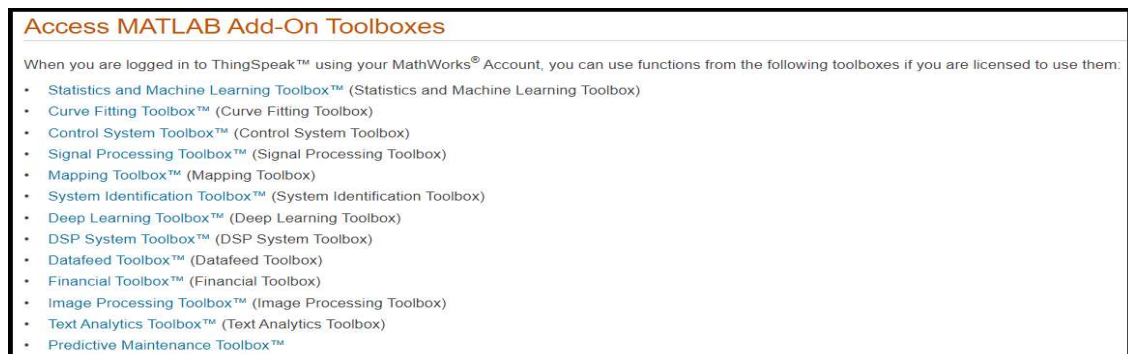 Access MATLAB Add-On Toolboxes
When you are logged in to ThingSpeak™ using your MathWorks® Account, you can use functions from the following toolboxes if you are licensed to use them:
• Statistics and Machine Learning Toolbox™ (Statistics and Machine Learning Toolbox)
• Curve Fitting Toolbox™ (Curve Fitting Toolbox)
• Control System Toolbox™ (Control System Toolbox)
• Signal Processing Toolbox™ (Signal Processing Toolbox)
• Mapping Toolbox™ (Mapping Toolbox)
• System Identification Toolbox™ (System Identification Toolbox)
• Deep Learning Toolbox™ (Deep Learning Toolbox)
• DSP System Toolbox™ (DSP System Toolbox)
• Datafeed Toolbox™ (Datafeed Toolbox)
• Financial Toolbox™ (Financial Toolbox)
• Image Processing Toolbox™ (Image Processing Toolbox)
• Text Analytics Toolbox™ (Text Analytics Toolbox)
• Predictive Maintenance Toolbox™